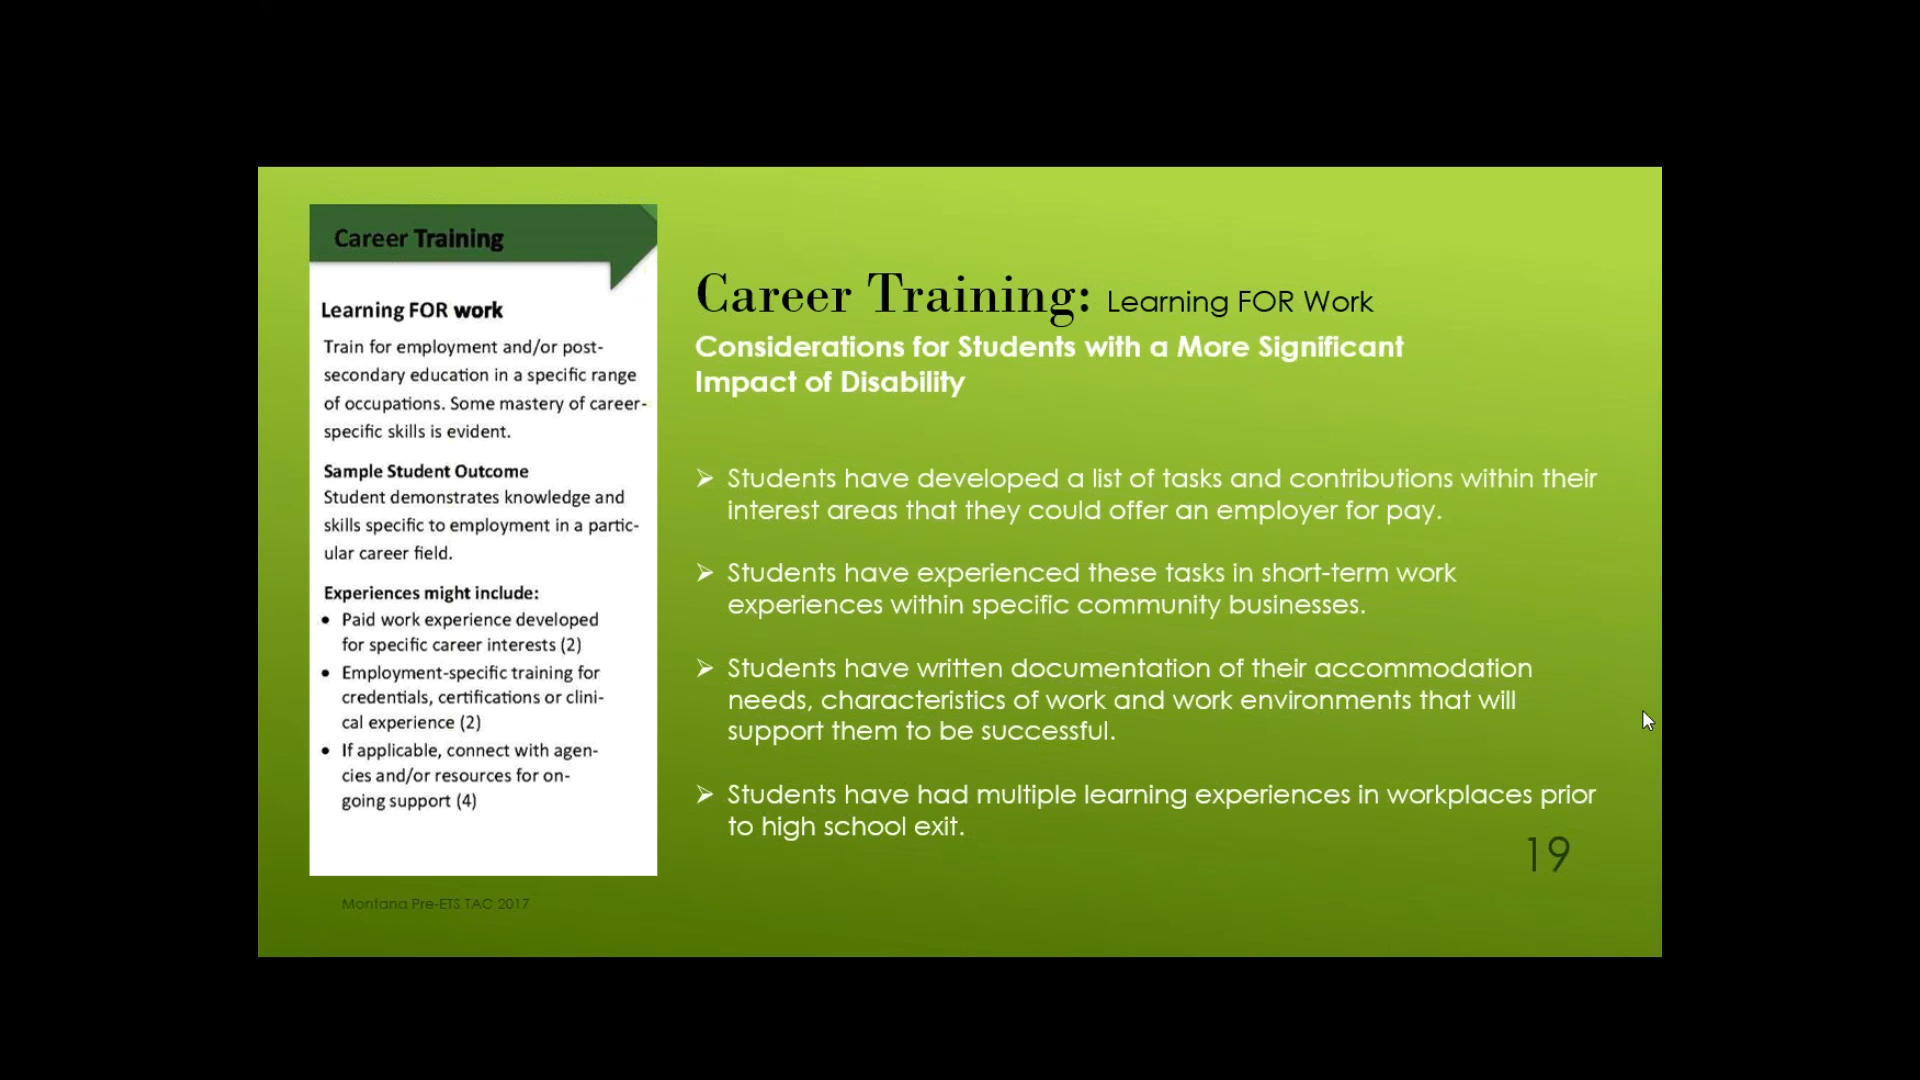 Career Training
Learning FOR work
Train for employment and/or post-
secondary education in a specific range
of occupations. Some mastery of career-
specific skills is evident.
Sample Student Outcome
Student demonstrates knowledge and
skills specific to employment in a partic-
ular career field.
Experiences might include:
• Paid work experience developed
for specific career interests (2)
• Employment-specific training for
credentials, certifications or clini-
cal experience (2)
• If applicable, connect with agen-
cies and/or resources for on-
going support (4)
Career Training: Learning FOR Work
Considerations for Students with a More Significant
Impact of Disability
➢ Students have developed a list of tasks and contributions within their
interest areas that they could offer an employer for pay.
➢ Students have experienced these tasks in short-term work
experiences within specific community businesses.
➢ Students have written documentation of their accommodation
needs, characteristics of work and work environments that will
support them to be successful.
➢ Students have had multiple learning experiences in workplaces prior
to high school exit.
19
Montana Pre-ETS TAC 2017